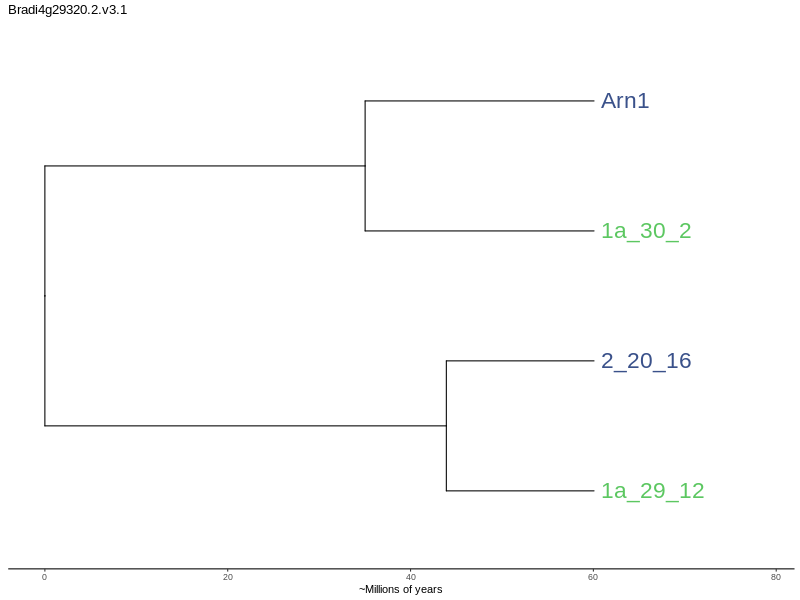 Bradi4g29320.2.v3.1
Arn1
1a_30_2
2_20_16
1a_29_12
0 20 40 60 80
~Millions of years